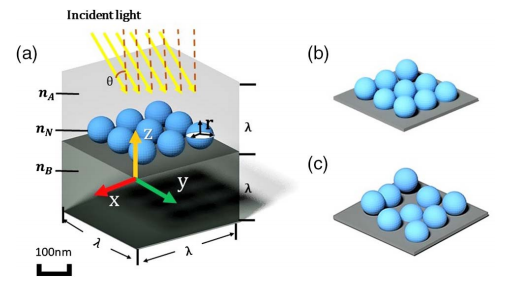 Incident light
(a)
θ
n_A
n_N
n_B
r
z
x
y
λ
λ
λ
λ
100nm
(b)
(c)